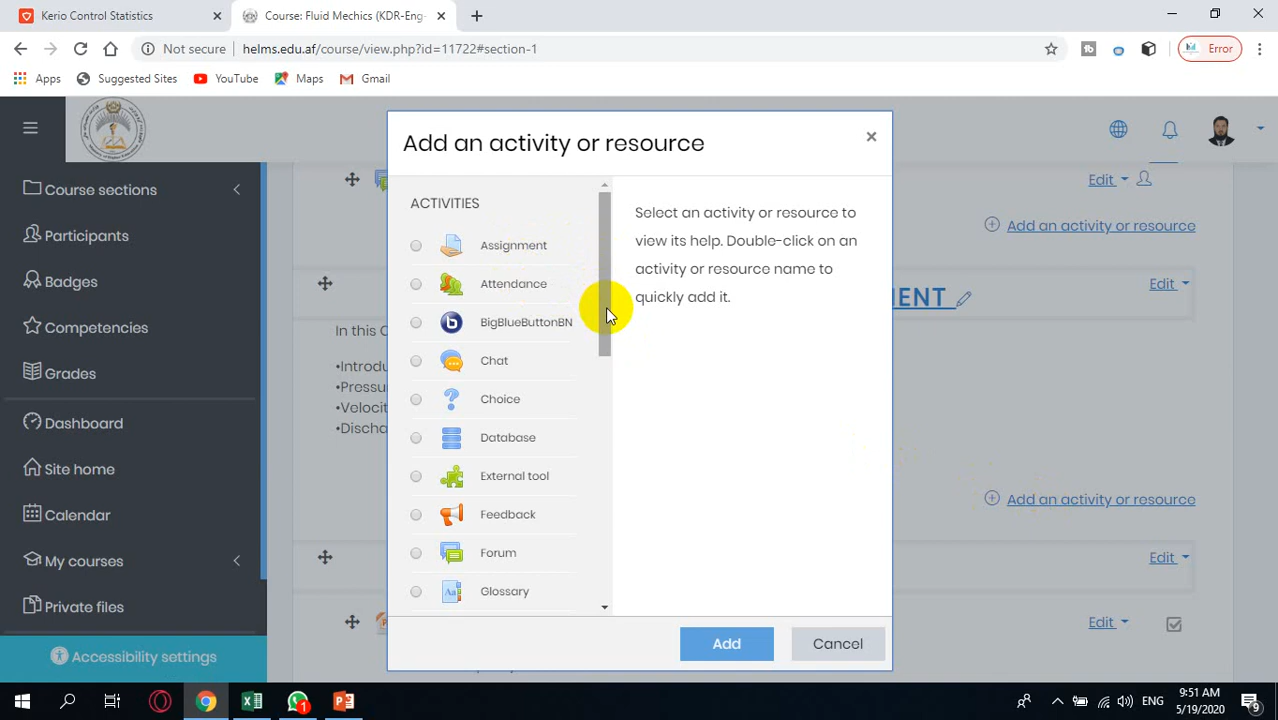 Kerio Control Statistics
Course: Fluid Mechics (KDR-Eng-
Not secure
helms.edu.af/course/view.php?id=11722#section-1
Error
Apps
Suggested Sites
YouTube
Maps
Gmail
Course sections
Participants
Badges
Competencies
Grades
Dashboard
Site home
Calendar
My courses
Private files
Accessibility settings
Add an activity or resource
ACTIVITIES
Assignment
Attendance
BigBlueButtonBN
Chat
Choice
Database
External tool
Feedback
Forum
Glossary
Select an activity or resource to
view its help. Double-click on an
activity or resource name to
quickly add it.
Add
Cancel
Edit
Add an activity or resource
MENT
Edit
In this C
•Introdu
•Pressu
•Velocit
•Disch
Add an activity or resource
Edit
Edit
1
ENG
9:51 AM
5/19/2020
9